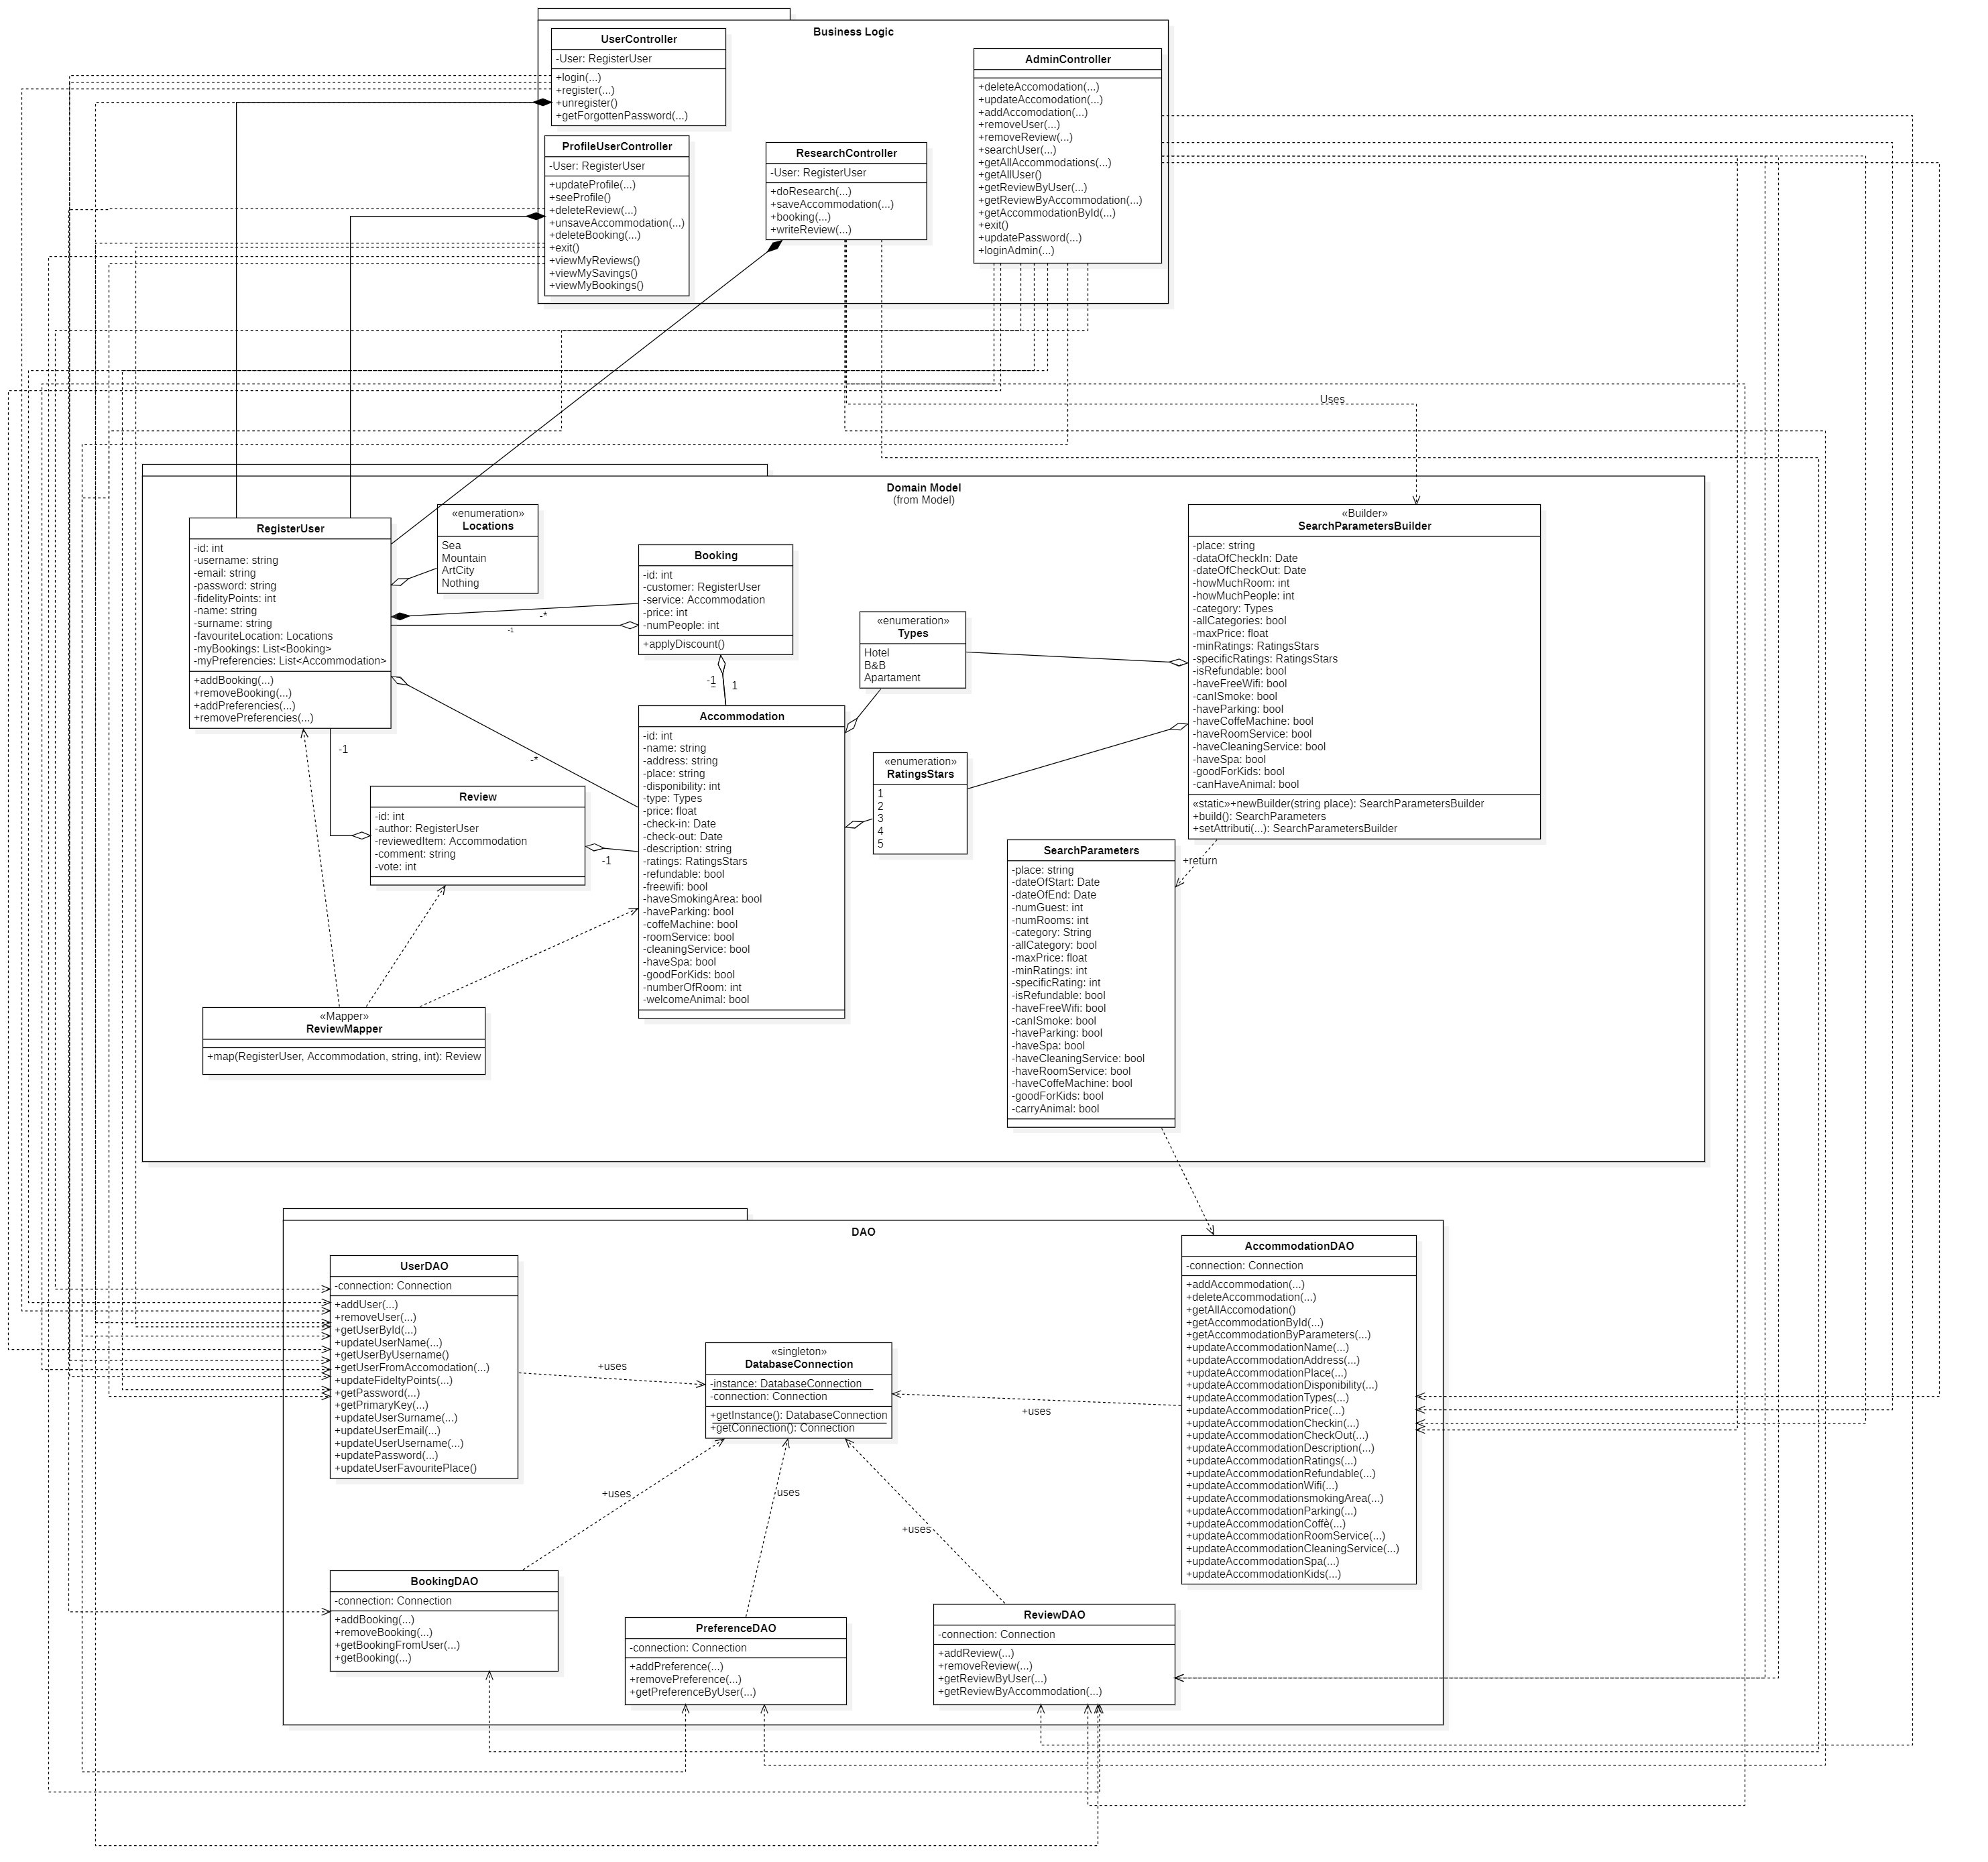 Business Logic
UserController
-User: RegisterUser
+login(...)
+register(...)
+unregister()
+getForgottenPassword(...)
ProfileUserController
-User: RegisterUser
+updateProfile(...)
+seeProfile()
+deleteReview(...)
+unsaveAccommodation(...)
+deleteBooking(...)
+exit()
+viewMyReviews()
+viewMySavings()
+viewMyBookings()
ResearchController
-User: RegisterUser
+doResearch(...)
+saveAccommodation(...)
+booking(...)
+writeReview(...)
AdminController
+deleteAccomodation(...)
+updateAccomodation(...)
+addAccomodation(...)
+removeUser(...)
+removeReview(...)
+searchUser(...)
+getAllAccommodations(...)
+getAllUser()
+getReviewByUser(...)
+getReviewByAccommodation(...)
+getAccommodationById(...)
+exit()
+updatePassword(...)
+loginAdmin(...)
Uses
Domain Model
(from Model)
RegisterUser
-id: int
-username: string
-email: string
-password: string
-fidelityPoints: int
-name: string
-surname: string
-favouriteLocation: Locations
-myBookings: List<Booking>
-myPreferencies: List<Accommodation>
+addBooking(...)
+removeBooking(...)
+addPreferencies(...)
+removePreferencies(...)
«enumeration»
Locations
Sea
Mountain
ArtCity
Nothing
Booking
-id: int
-customer: RegisterUser
-service: Accommodation
-price: int
-numPeople: int
+applyDiscount()
-*
-1
-1
1
-*
-1
-1
«enumeration»
Types
Hotel
B&B
Apartament
«enumeration»
RatingsStars
1
2
3
4
5
Accommodation
-id: int
-name: string
-address: string
-place: string
-disponibility: int
-type: Types
-price: float
-check-in: Date
-check-out: Date
-description: string
-ratings: RatingsStars
-refundable: bool
-freewifi: bool
-haveSmokingArea: bool
-haveParking: bool
-coffeMachine: bool
-roomService: bool
-cleaningService: bool
-haveSpa: bool
-goodForKids: bool
-numberOfRoom: int
-welcomeAnimal: bool
Review
-id: int
-author: RegisterUser
-reviewedItem: Accommodation
-comment: string
-vote: int
«Mapper»
ReviewMapper
+map(RegisterUser, Accommodation, string, int): Review
«Builder»
SearchParametersBuilder
-place: string
-dataOfCheckIn: Date
-dateOfCheckOut: Date
-howMuchRoom: int
-howMuchPeople: int
-category: Types
-allCategories: bool
-maxPrice: float
-minRatings: RatingsStars
-specificRatings: RatingsStars
-isRefundable: bool
-haveFreeWifi: bool
-canISmoke: bool
-haveParking: bool
-haveCoffeMachine: bool
-haveRoomService: bool
-haveCleaningService: bool
-haveSpa: bool
-goodForKids: bool
-canHaveAnimal: bool
«static»+newBuilder(string place): SearchParametersBuilder
+build(): SearchParameters
+setAttributi(...): SearchParametersBuilder
+return
SearchParameters
-place: string
-dateOfStart: Date
-dateOfEnd: Date
-numGuest: int
-numRooms: int
-category: String
-allCategory: bool
-maxPrice: float
-minRatings: int
-specificRating: int
-isRefundable: bool
-haveFreeWifi: bool
-canISmoke: bool
-haveParking: bool
-haveSpa: bool
-haveCleaningService: bool
-haveRoomService: bool
-haveCoffeMachine: bool
-goodForKids: bool
-carryAnimal: bool
DAO
UserDAO
-connection: Connection
+addUser(...)
+removeUser(...)
+getUserById(...)
+updateUserName(...)
+getUserByUsername()
+getUserFromAccomodation(...)
+updateFideltyPoints(...)
+getPassword(...)
+getPrimaryKey(...)
+updateUserSurname(...)
+updateUserEmail(...)
+updateUserUsername(...)
+updatePassword(...)
+updateUserFavouritePlace()
+uses
«singleton»
DatabaseConnection
-instance: DatabaseConnection
-connection: Connection
+getInstance(): DatabaseConnection
+getConnection(): Connection
+uses
+uses
uses
+uses
AccommodationDAO
-connection: Connection
+addAccommodation(...)
+deleteAccommodation(...)
+getAllAccomodation()
+getAccommodationById(...)
+getAccommodationByParameters(...)
+updateAccommodationName(...)
+updateAccommodationAddress(...)
+updateAccommodationPlace(...)
+updateAccommodationDisponibility(...)
+updateAccommodationTypes(...)
+updateAccommodationPrice(...)
+updateAccommodationCheckin(...)
+updateAccommodationCheckOut(...)
+updateAccommodationDescription(...)
+updateAccommodationRatings(...)
+updateAccommodationRefundable(...)
+updateAccommodationWifi(...)
+updateAccommodationsmokingArea(...)
+updateAccommodationParking(...)
+updateAccommodationCoffè(...)
+updateAccommodationRoomService(...)
+updateAccommodationCleaningService(...)
+updateAccommodationSpa(...)
+updateAccommodationKids(...)
BookingDAO
-connection: Connection
+addBooking(...)
+removeBooking(...)
+getBookingFromUser(...)
+getBooking(...)
PreferenceDAO
-connection: Connection
+addPreference(...)
+removePreference(...)
+getPreferenceByUser(...)
ReviewDAO
-connection: Connection
+addReview(...)
+removeReview(...)
+getReviewByUser(...)
+getReviewByAccommodation(...)